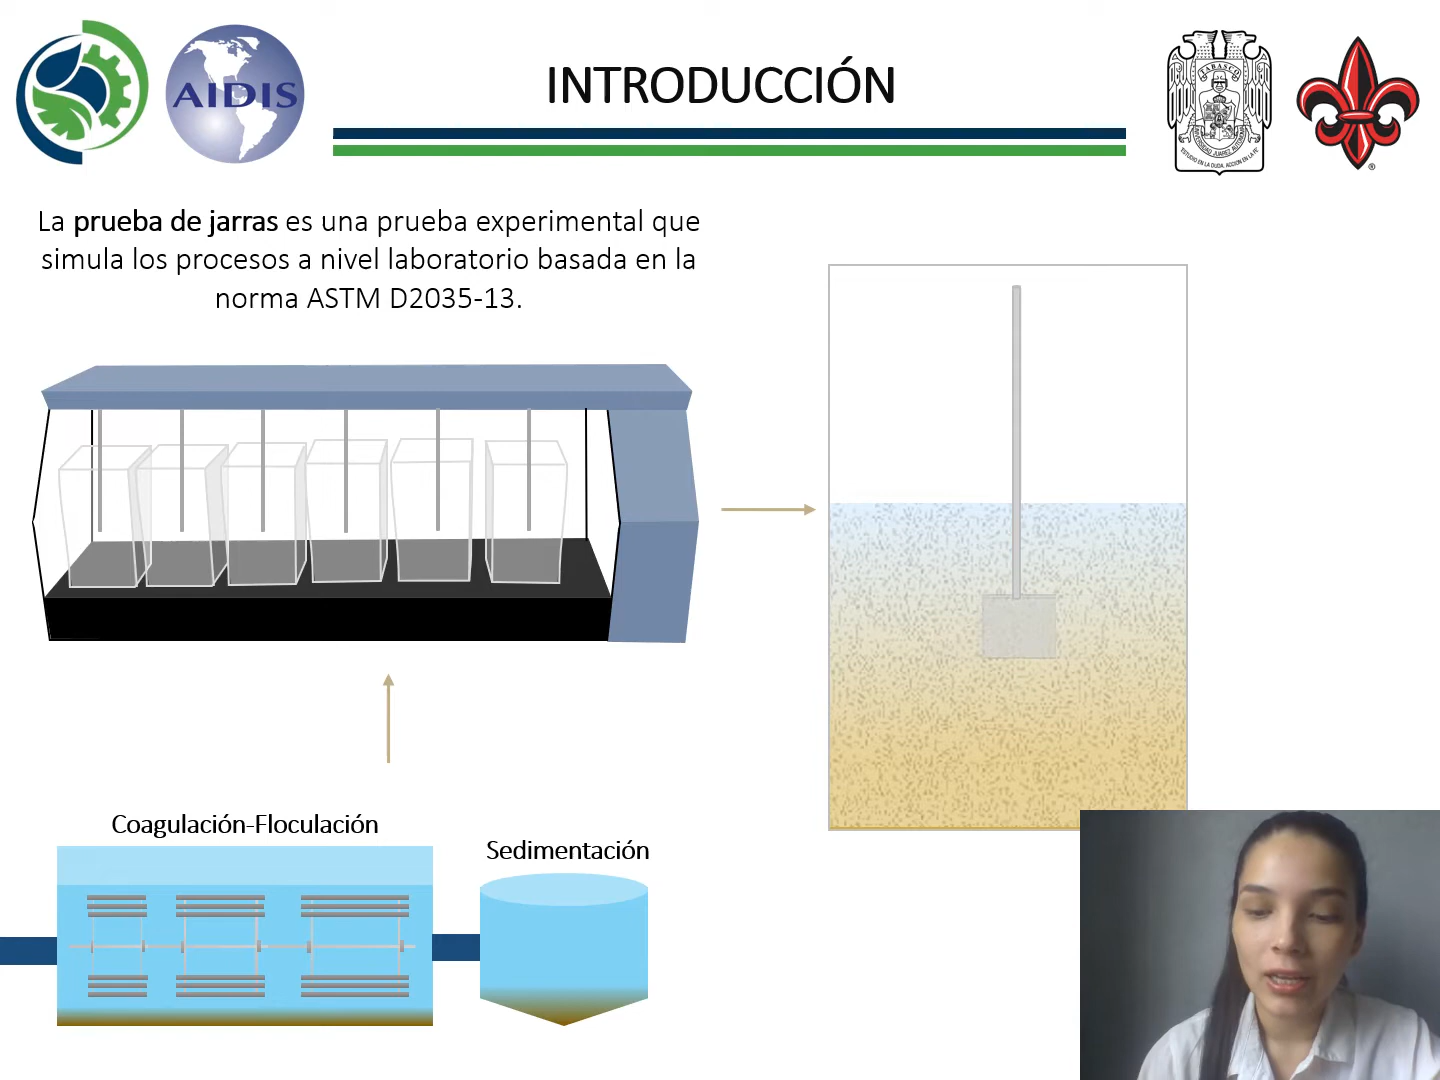 AIDIS
INTRODUCCIÓN
La prueba de jarras es una prueba experimental que
simula los procesos a nivel laboratorio basada en la
norma ASTM D2035-13.
Coagulación-Floculación
Sedimentación